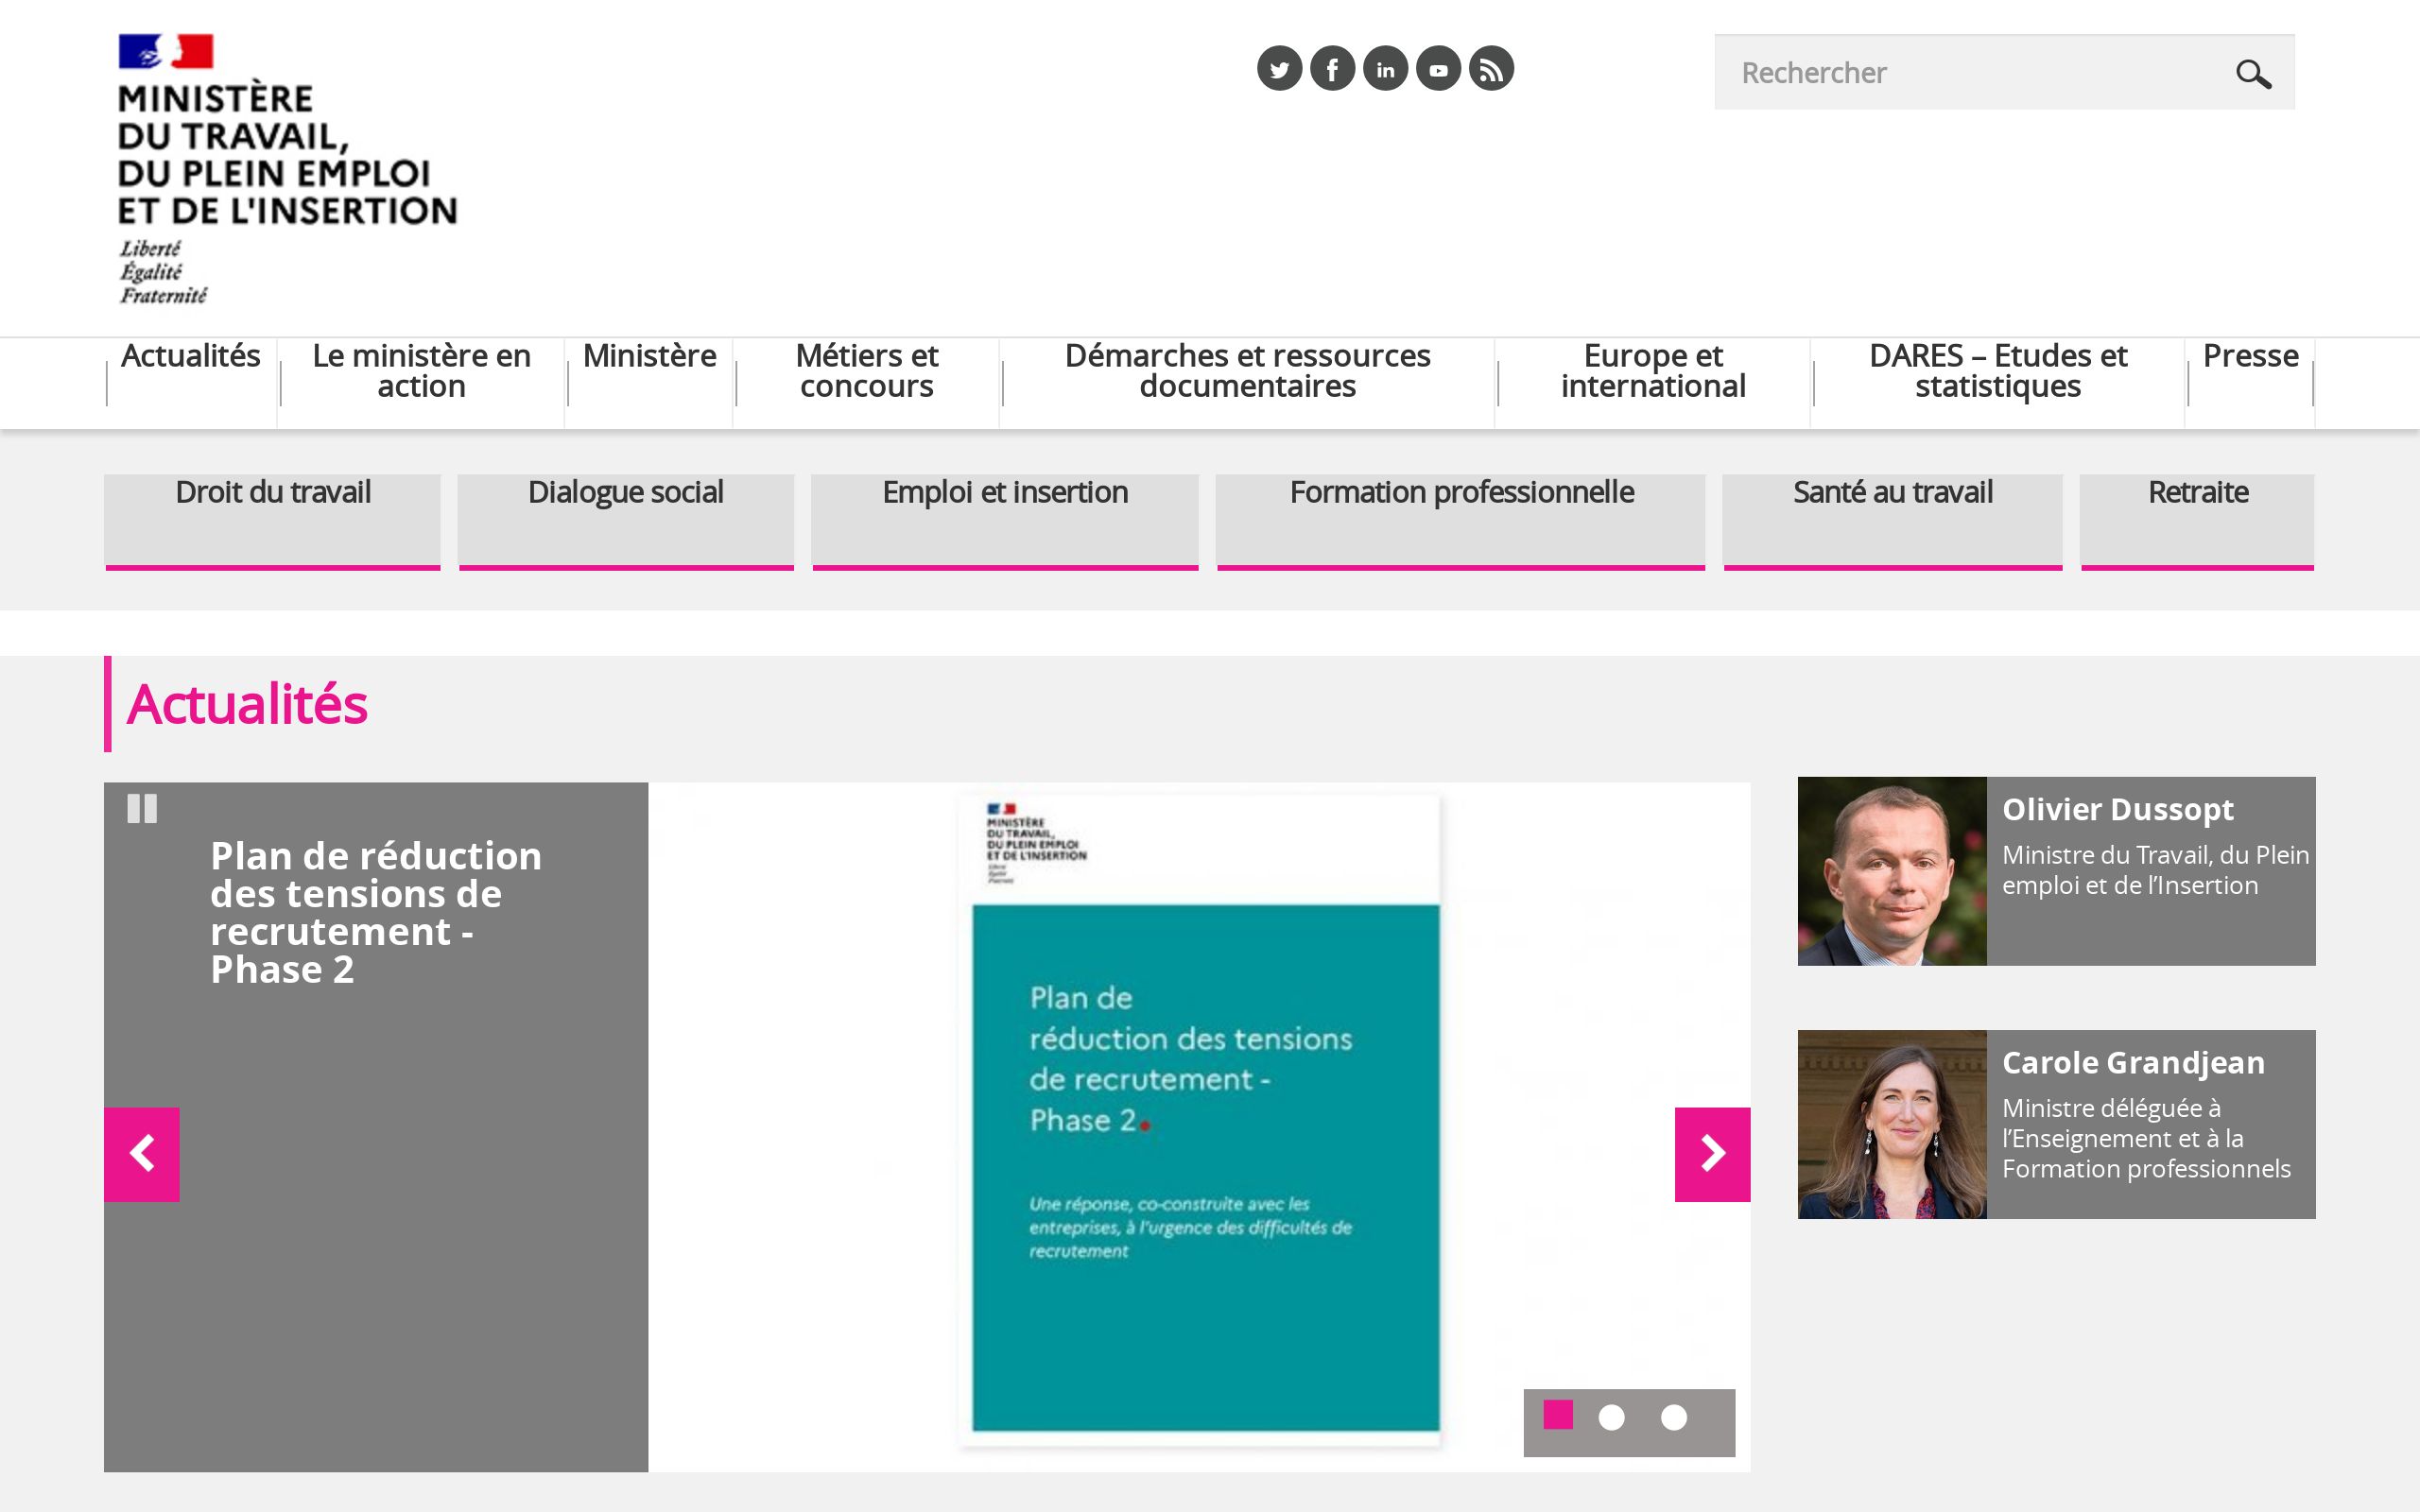 MINISTÈRE
DU TRAVAIL,
DU PLEIN EMPLOI
ET DE L'INSERTION
Liberté
Égalité
Fraternité
Rechercher
Actualités
Le ministère en
action
Ministère
Métiers et
concours
Démarches et ressources
documentaires
Europe et
international
DARES – Etudes et
statistiques
Presse
Droit du travail
Dialogue social
Emploi et insertion
Formation professionnelle
Santé au travail
Retraite
Actualités
Plan de réduction
des tensions de
recrutement -
Phase 2
MINISTÈRE
DU TRAVAIL,
DU PLEIN EMPLOI
ET DE L'INSERTION
Liberté
Égalité
Fraternité
Plan de
réduction des tensions
de recrutement -
Phase 2.
Une réponse, co-construite avec les
entreprises, à l'urgence des difficultés de
recrutement
Olivier Dussopt
Ministre du Travail, du Plein
emploi et de l’Insertion
Carole Grandjean
Ministre déléguée à
l’Enseignement et à la
Formation professionnels